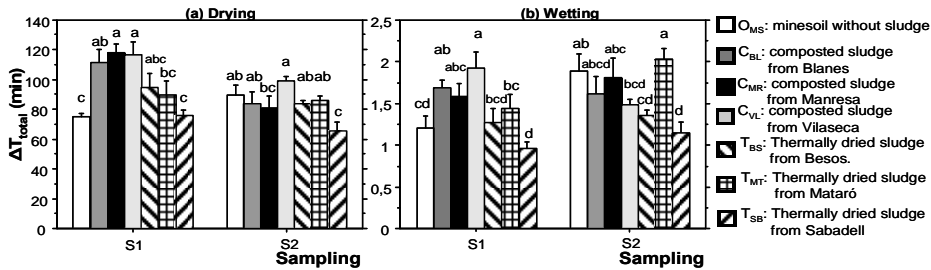 (a) Drying
(b) Wetting
ΔT_total (min)
140
120
100
80
60
40
20
0
c
ab
a
a
abc
bc
c
ab
ab
bc
a
ab
ab
c
S1
S2
Sampling
2,5
2
1,5
1
0,5
0
cd
ab
abc
a
bcd
bc
d
ab
abcd
abc
bcd
cd
a
d
S1
S2
Sampling
O_MS: minesoil without sludge
C_BL: composted sludge
from Blanes
C_MR: composted sludge
from Manresa
C_VL: composted sludge
from Vilaseca
T_BS: Thermally dried sludge
from Besos.
T_MT: Thermally dried sludge
from Mataró
T_SB: Thermally dried sludge
from Sabadell